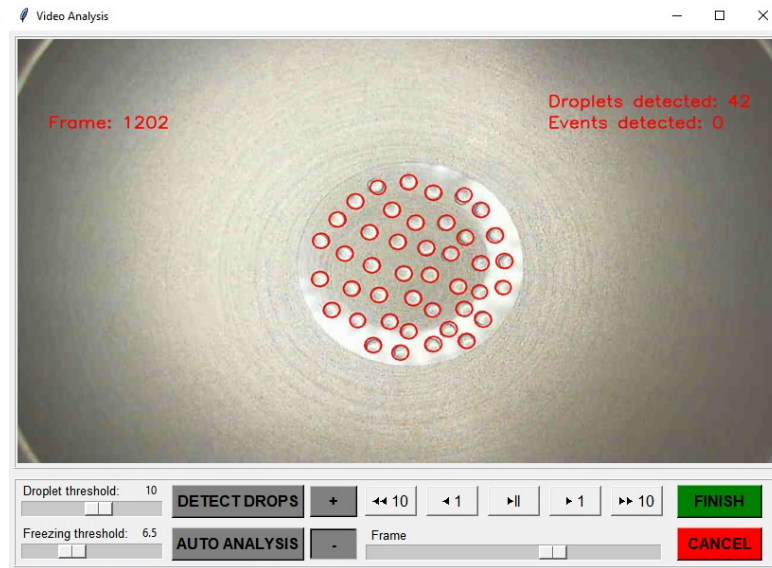 Video Analysis
Droplets detected: 42
Frame: 1202
Events detected: 0
Droplet threshold: 10
DETECT DROPS
+
10
1
1
10
FINISH
Freezing threshold: 6.5
AUTO ANALYSIS
-
Frame
CANCEL